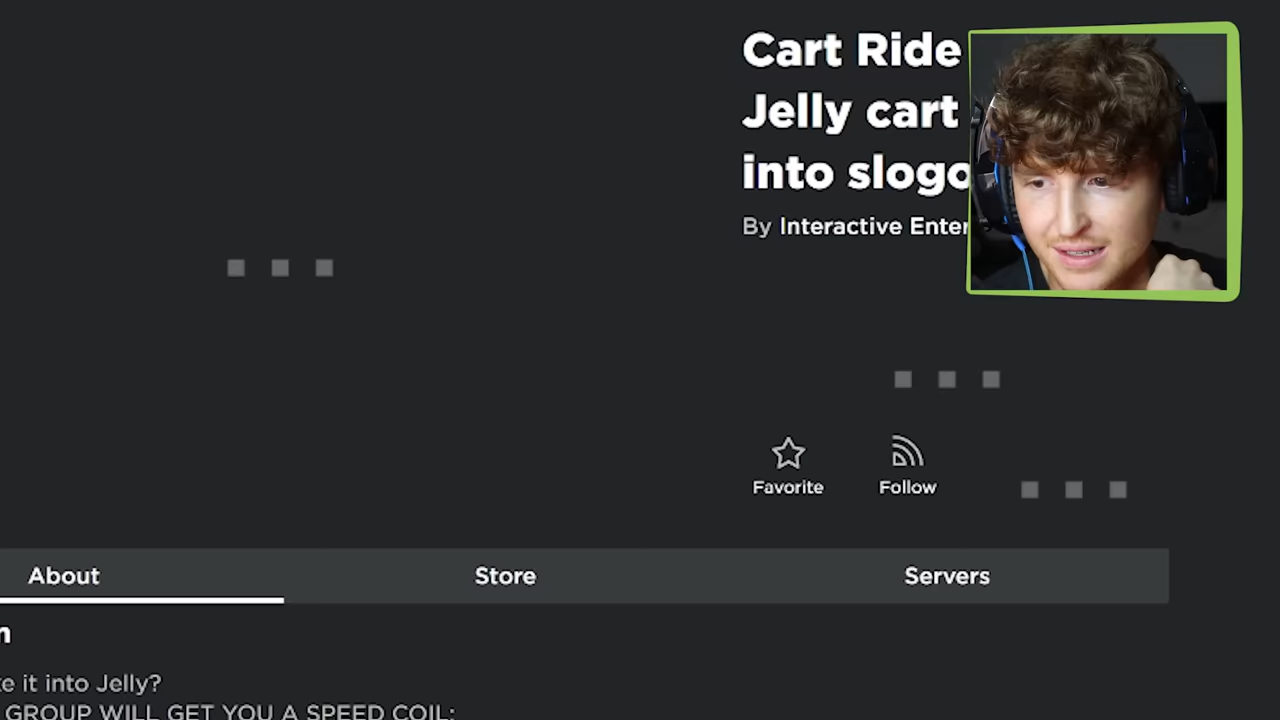 Cart Ride
Jelly cart
into slogo
By Interactive Enter
Favorite
Follow
About
Store
Servers
n
e it into Jelly?
GROUP WILL GET YOU A SPEED COIL: